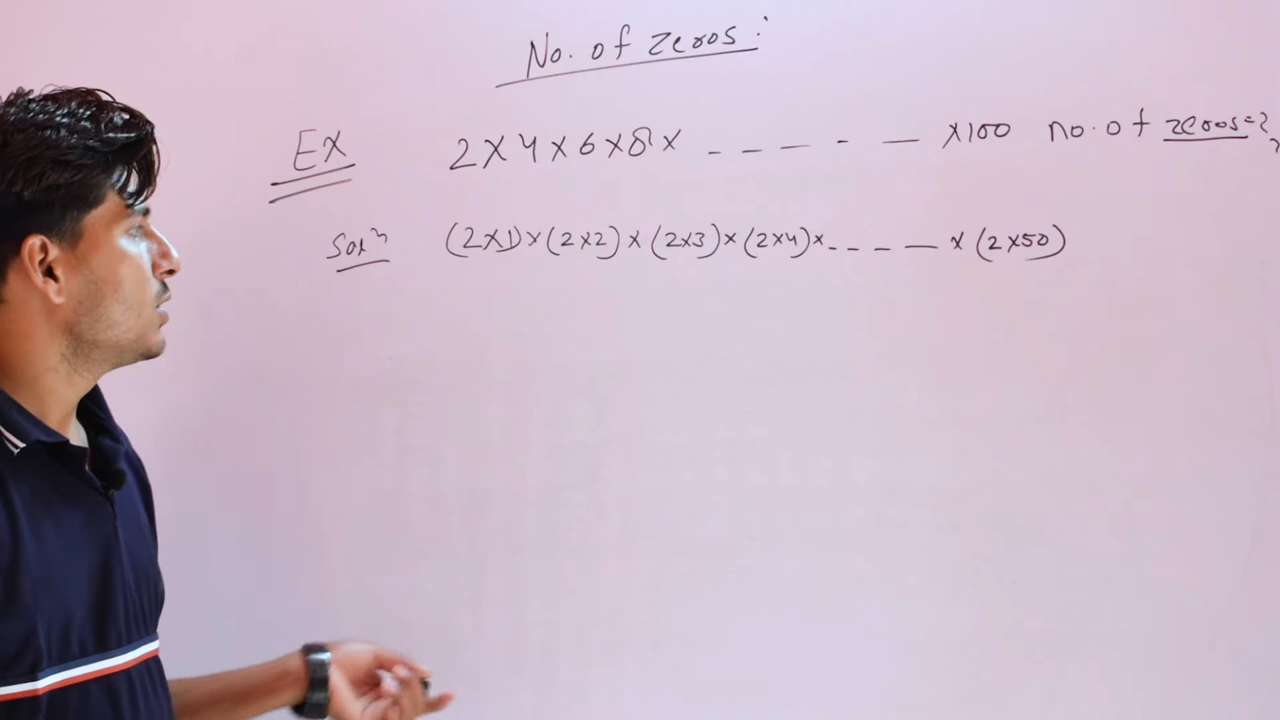 No. of zeros:
Ex 2×4×6×8× _ _ _ _ _ ×100 no. of zeros=?
Sol^n (2×1)×(2×2)×(2×3)×(2×4)×_ _ _ _ ×(2×50)